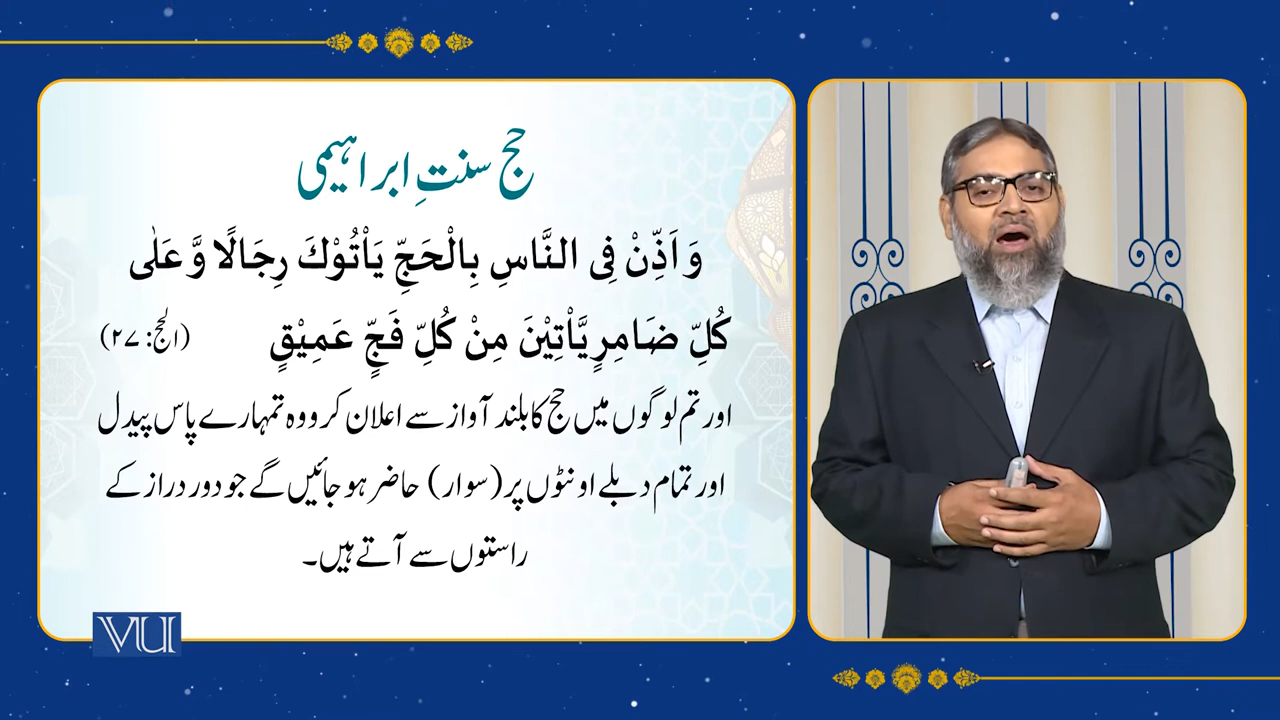 حج سنتِ ابراہیمی
وَ اَذِّنْ فِی النَّاسِ بِالْحَجِّ یَاْتُوْكَ رِجَالًا وَّ عَلٰى
كُلِّ ضَامِرٍ یَّاْتِیْنَ مِنْ كُلِّ فَجٍّ عَمِیْقٍ (الحج: ۲۷)
اور تم لوگوں میں حج کا بلند آواز سے اعلان کرو وہ تمہارے پاس پیدل
اور تمام دبلے اونٹوں پر (سوار) حاضر ہو جائیں گے جو دور دراز کے
راستوں سے آتے ہیں۔
VU